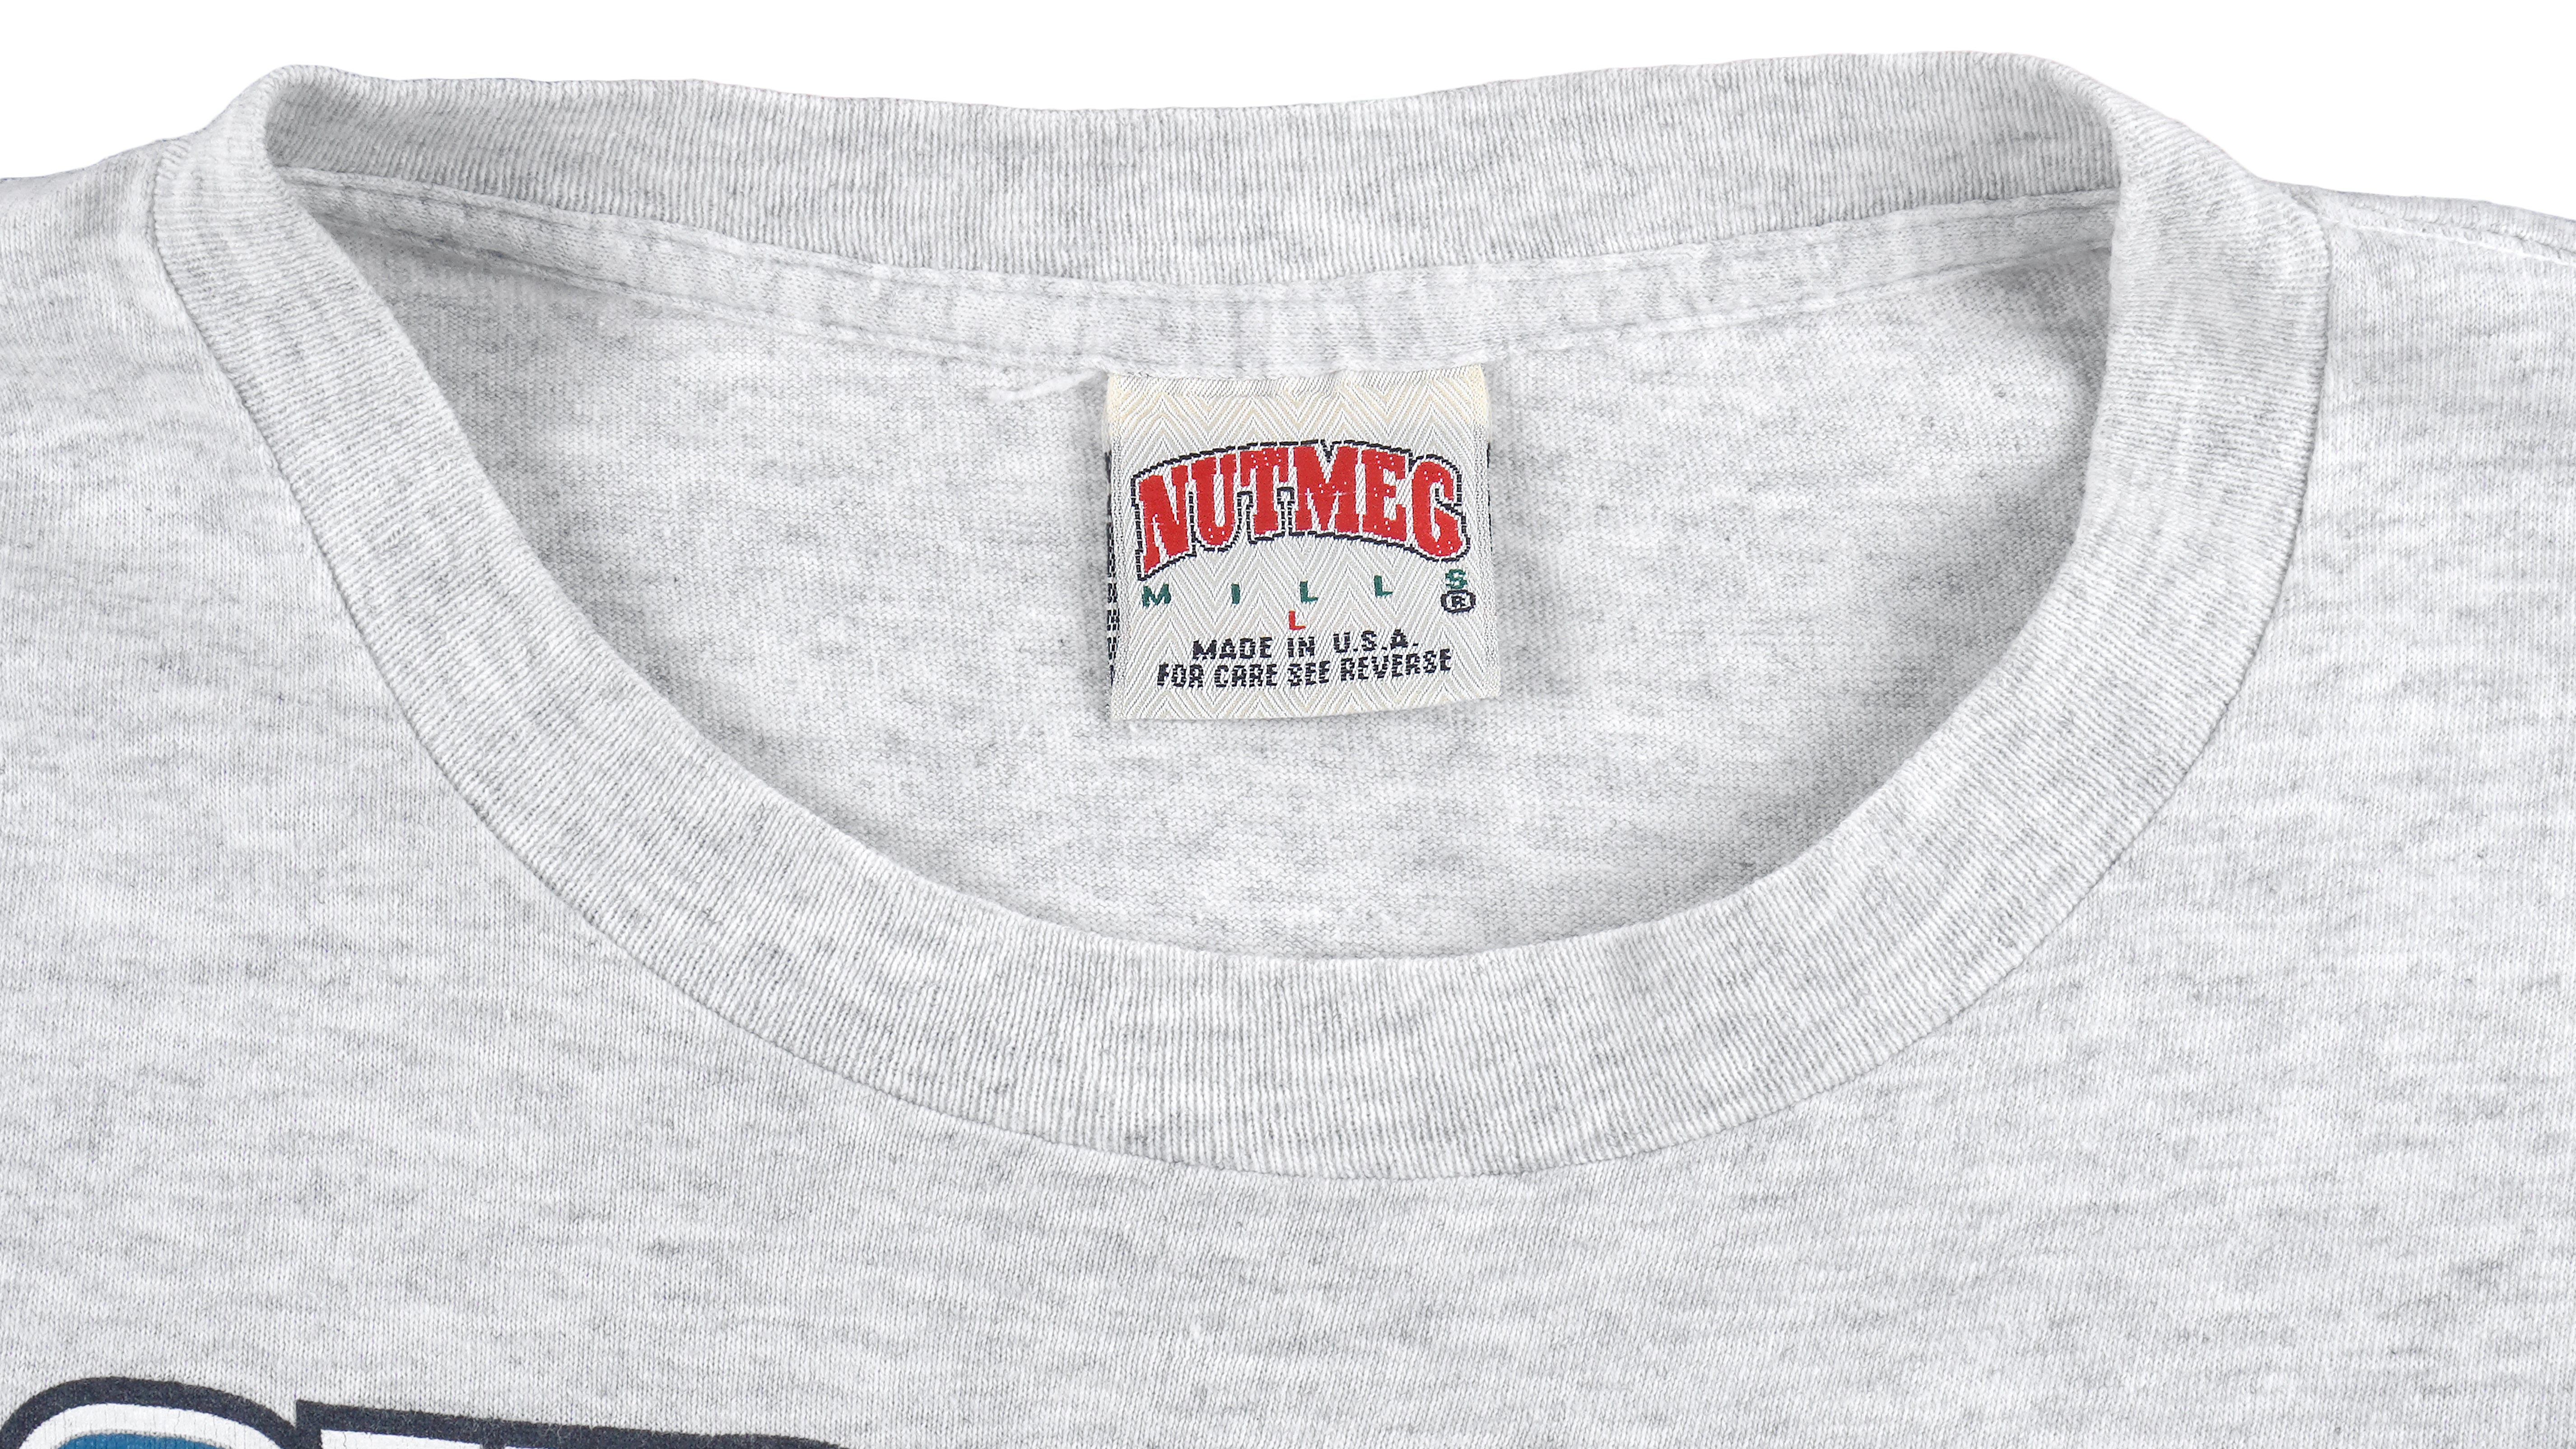 NUTMEG
MILLS®
L
MADE IN U.S.A.
FOR CARE SEE REVERSE